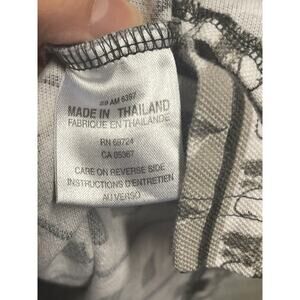 MADE IN THAILAND
FABRIQUE EN THAILANDE
RN 69724
CA 05367
CARE ON REVERSE SIDE
INSTRUCTIONS D'ENTRETIEN
AU VERSO